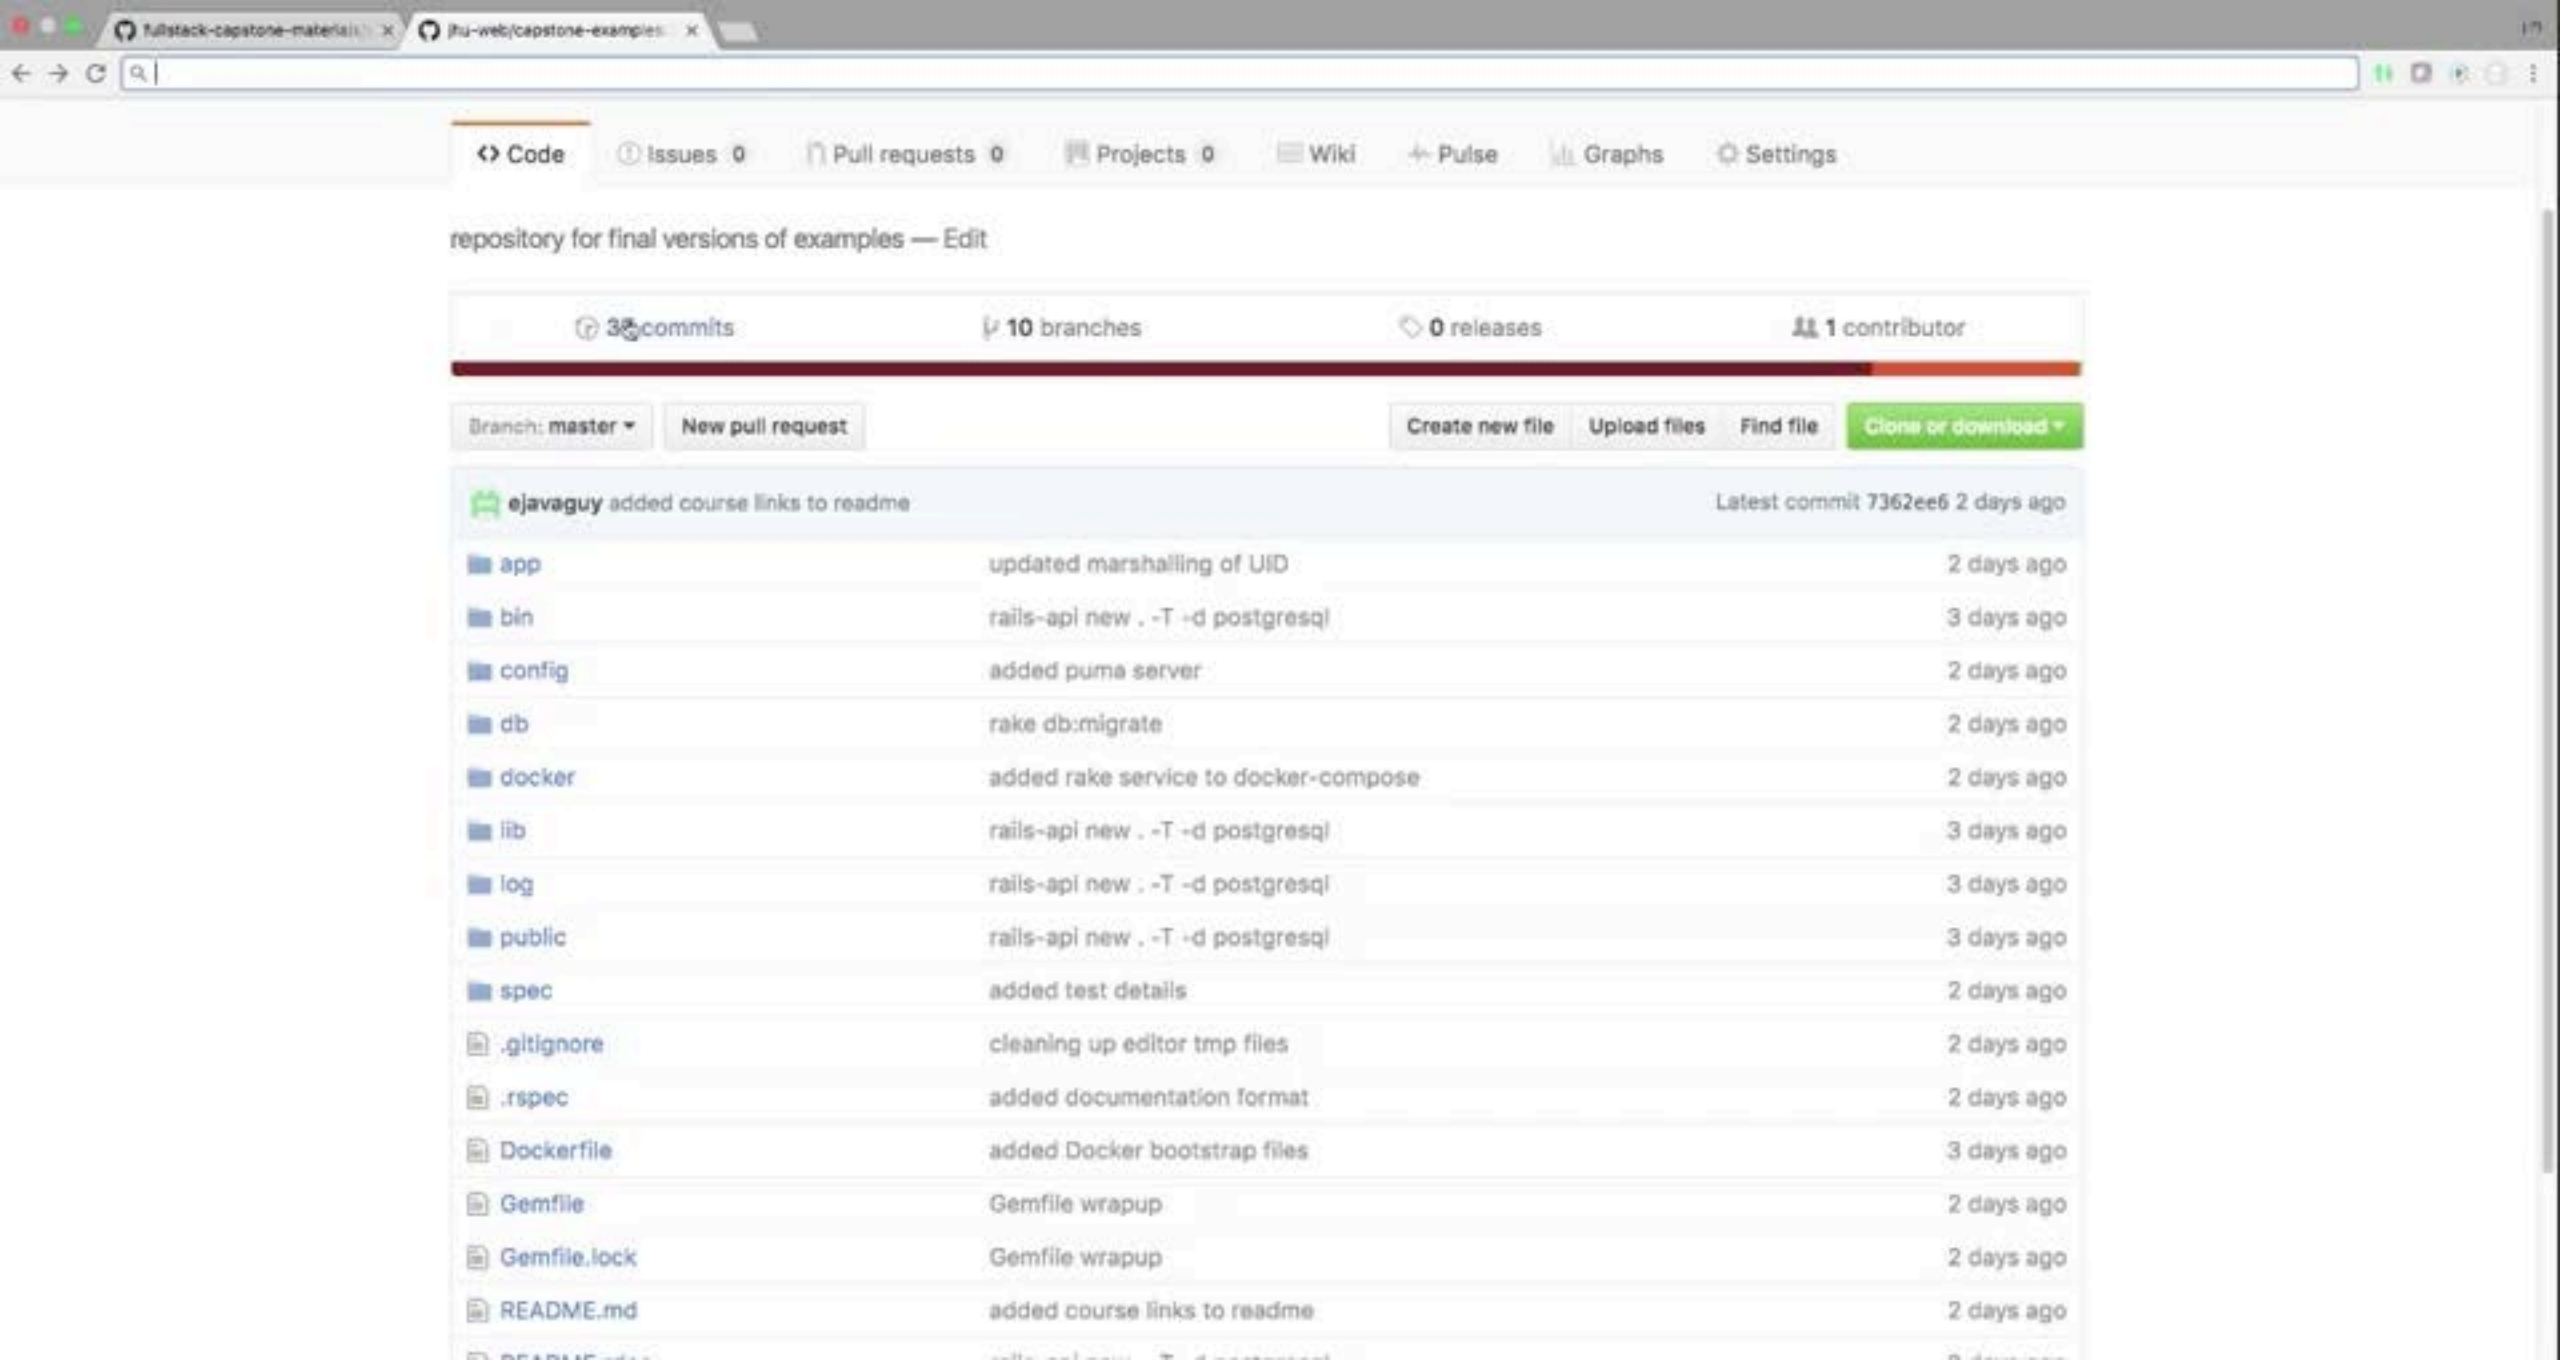 fullstack-capstone-materials
jhu-web/capstone-examples
Code Issues 0 Pull requests 0 Projects 0 Wiki Pulse Graphs Settings
repository for final versions of examples — Edit
commits 10 branches 0 releases 1 contributor
Branch: master New pull request Create new file Upload files Find file Clone or download
ejavaguy added course links to readme Latest commit 7362ee6 2 days ago
app updated marshalling of UID 2 days ago
bin rails-api new . -T -d postgresql 3 days ago
config added puma server 2 days ago
db rake db:migrate 2 days ago
docker added rake service to docker-compose 2 days ago
lib rails-api new . -T -d postgresql 3 days ago
log rails-api new . -T -d postgresql 3 days ago
public rails-api new . -T -d postgresql 3 days ago
spec added test details 2 days ago
.gitignore cleaning up editor tmp files 2 days ago
.rspec added documentation format 2 days ago
Dockerfile added Docker bootstrap files 3 days ago
Gemfile Gemfile wrapup 2 days ago
Gemfile.lock Gemfile wrapup 2 days ago
README.md added course links to readme 2 days ago